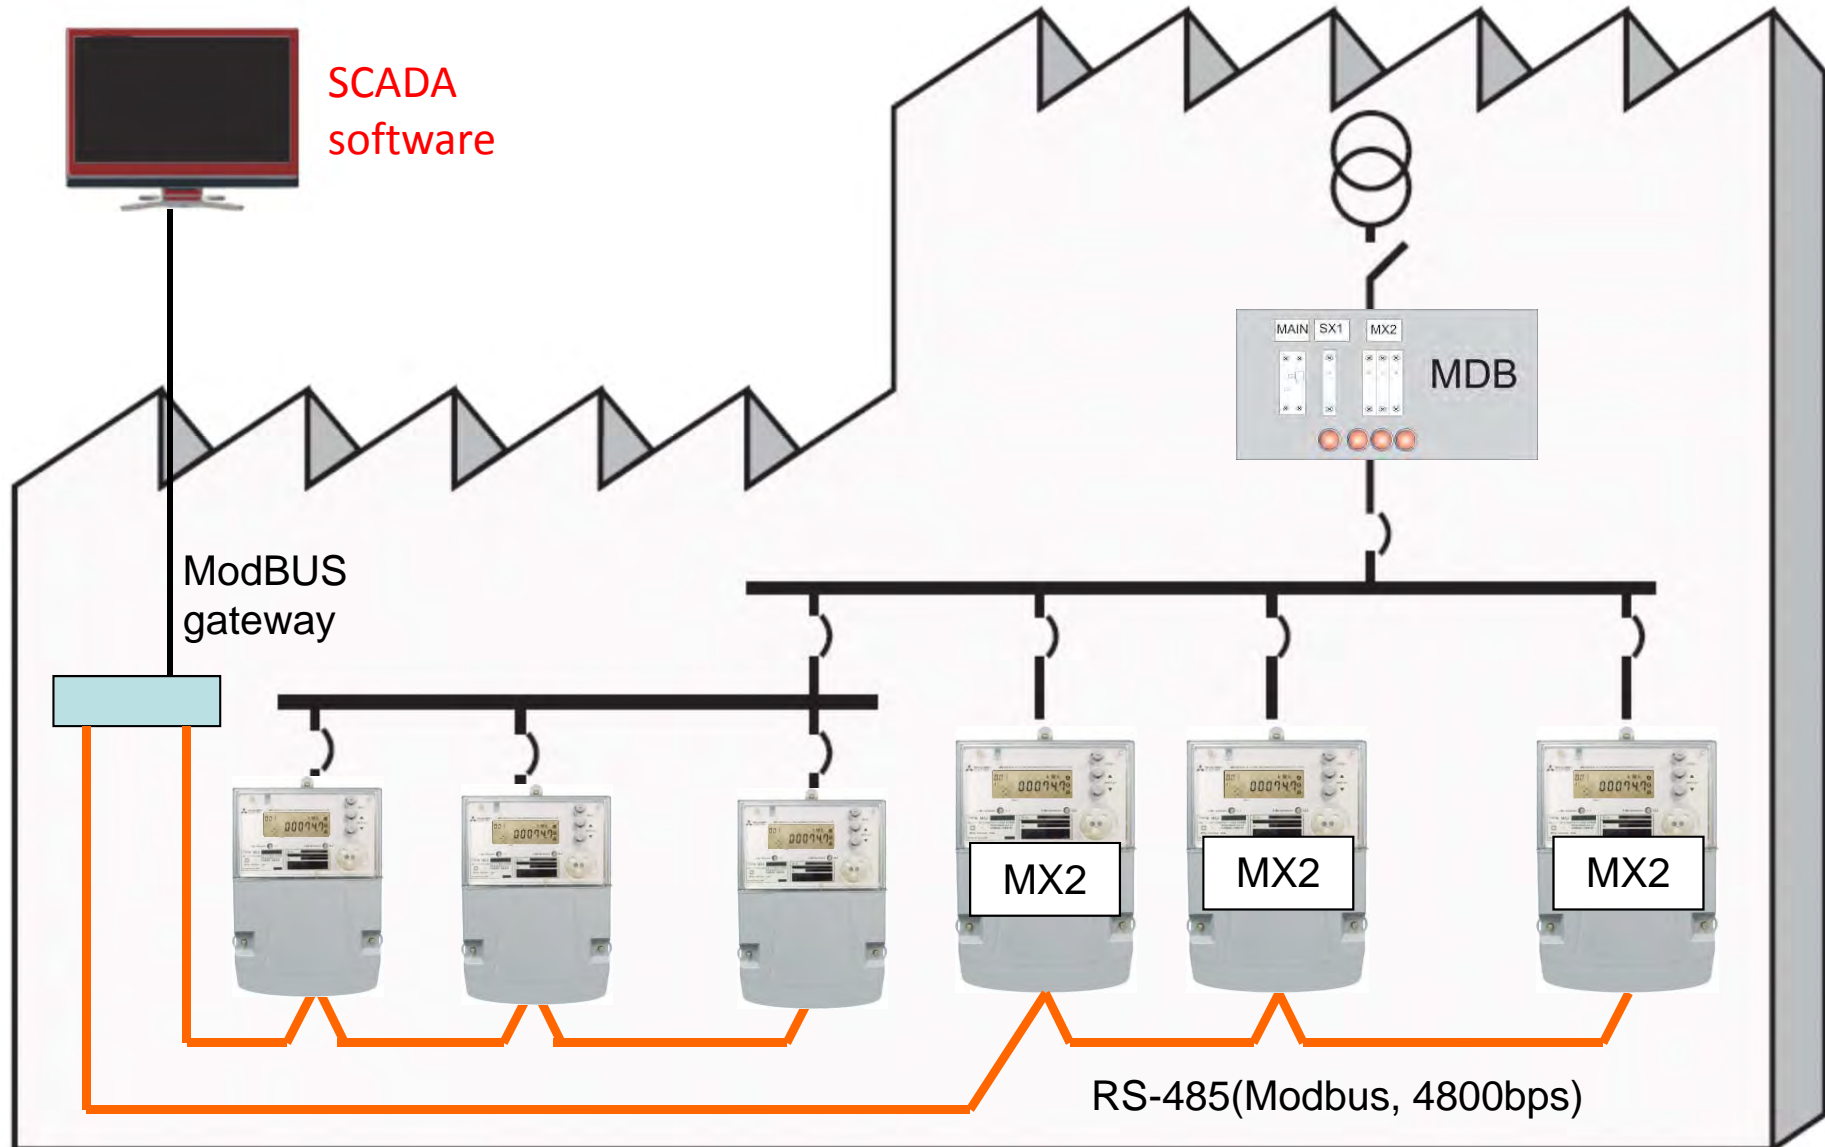 SCADA
software
MAIN SX1 MX2
MDB
ModBUS
gateway
MX2
MX2
MX2
RS-485(Modbus, 4800bps)